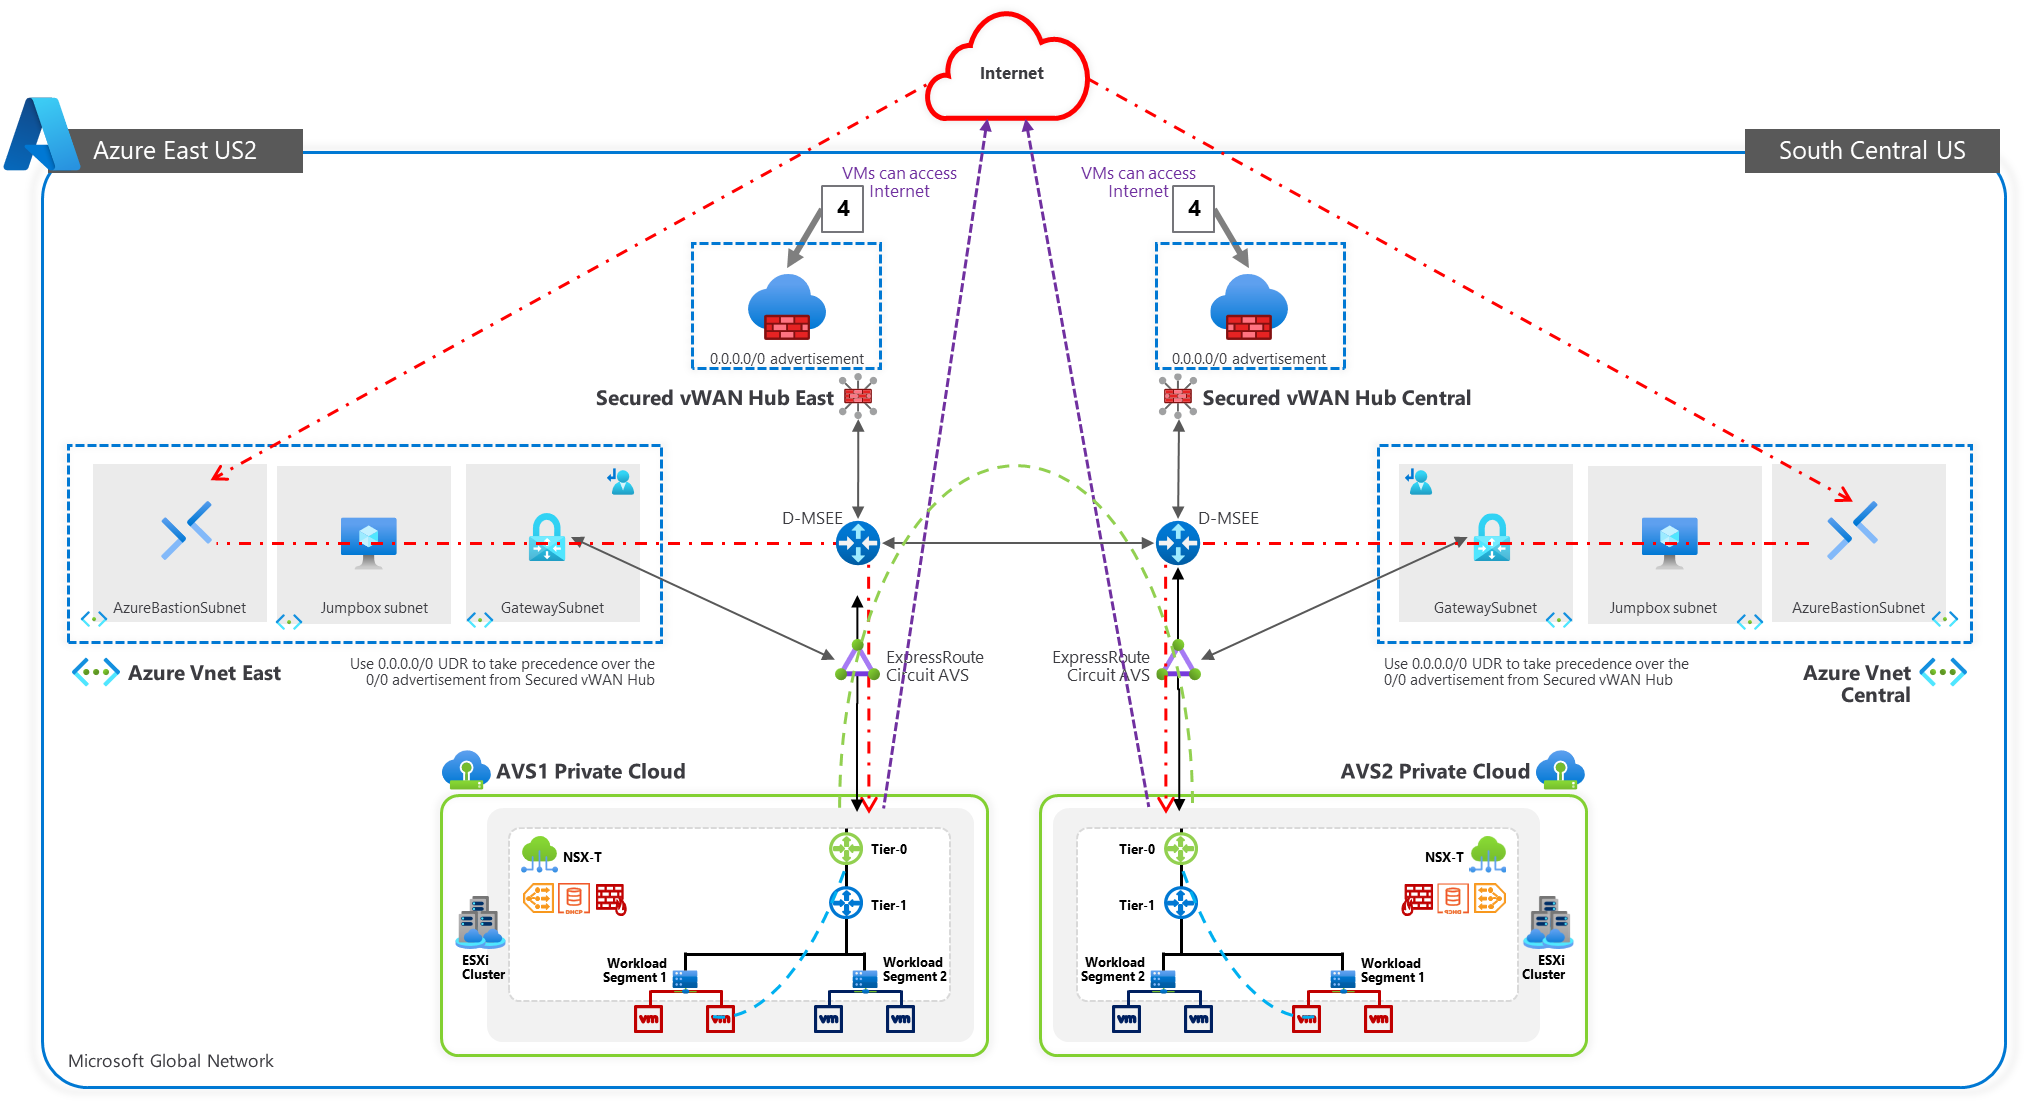 Internet
Azure East US2
South Central US
VMs can access
Internet
4
VMs can access
Internet
4
0.0.0.0/0 advertisement
0.0.0.0/0 advertisement
Secured vWAN Hub East
Secured vWAN Hub Central
D-MSEE
D-MSEE
AzureBastionSubnet
Jumpbox subnet
GatewaySubnet
GatewaySubnet
Jumpbox subnet
AzureBastionSubnet
Azure Vnet East
Use 0.0.0.0/0 UDR to take precedence over the
0/0 advertisement from Secured vWAN Hub
ExpressRoute
Circuit AVS
ExpressRoute
Circuit AVS
Use 0.0.0.0/0 UDR to take precedence over the
0/0 advertisement from Secured vWAN Hub
Azure Vnet
Central
AVS1 Private Cloud
AVS2 Private Cloud
NSX-T
Tier-0
Tier-0
NSX-T
DHCP
Tier-1
Tier-1
DHCP
ESXi
Cluster
Workload
Segment 1
Workload
Segment 2
Workload
Segment 2
Workload
Segment 1
ESXi
Cluster
vm
vm
vm
vm
vm
vm
vm
vm
Microsoft Global Network